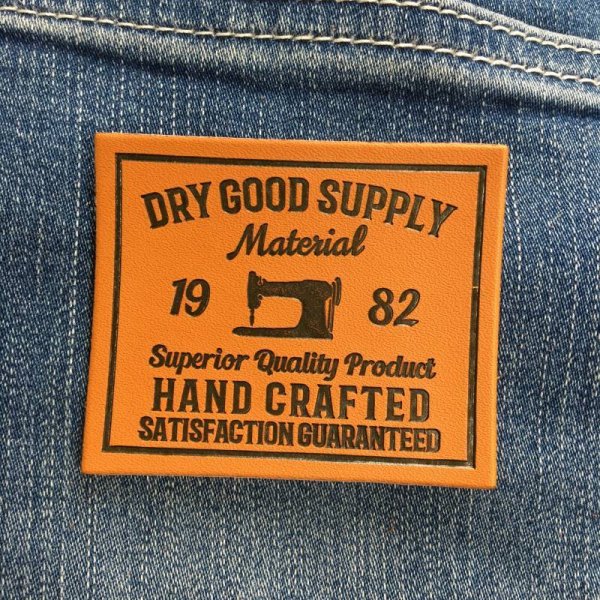 DRY GOOD SUPPLY
Material
19 82
Superior Quality Product
HAND CRAFTED
SATISFACTION GUARANTEED